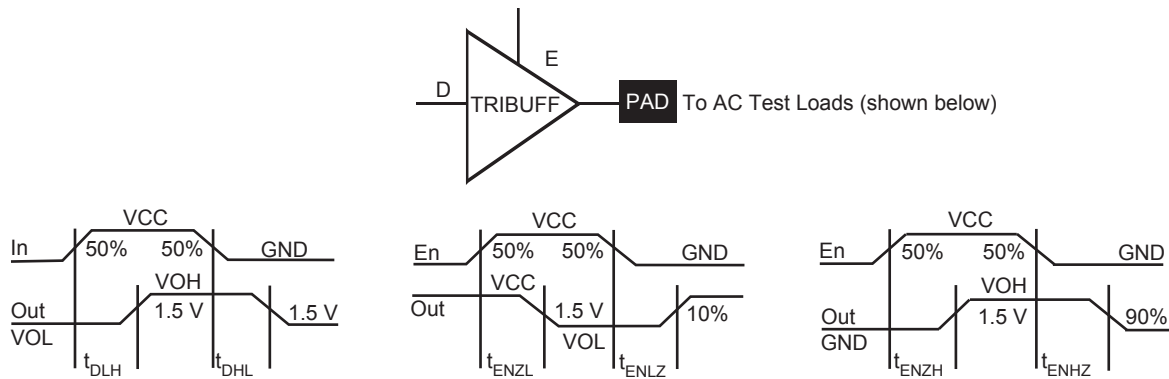 E
D
TRIBUFF
PAD To AC Test Loads (shown below)
VCC
In 50% 50% GND
VOH
Out 1.5 V 1.5 V
VOL
tDLH tDHL
VCC
En 50% 50% GND
VCC
Out 1.5 V 10%
VOL
tENZL tENLZ
VCC
En 50% 50% GND
VOH
Out 1.5 V 90%
GND
tENZH tENHZ